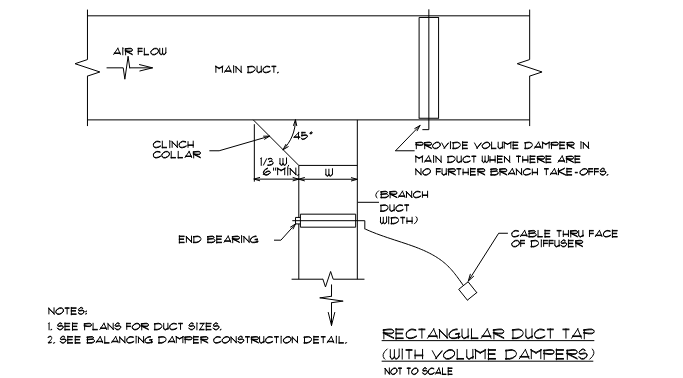 AIR FLOW
MAIN DUCT.
45°
CLINCH
COLLAR
PROVIDE VOLUME DAMPER IN
MAIN DUCT WHEN THERE ARE
NO FURTHER BRANCH TAKE-OFFS.
1/3 W,
6"MIN.
W
(BRANCH
DUCT
WIDTH)
END BEARING
CABLE THRU FACE
OF DIFFUSER
NOTES:
1. SEE PLANS FOR DUCT SIZES.
2. SEE BALANCING DAMPER CONSTRUCTION DETAIL.
RECTANGULAR DUCT TAP
(WITH VOLUME DAMPERS)
NOT TO SCALE